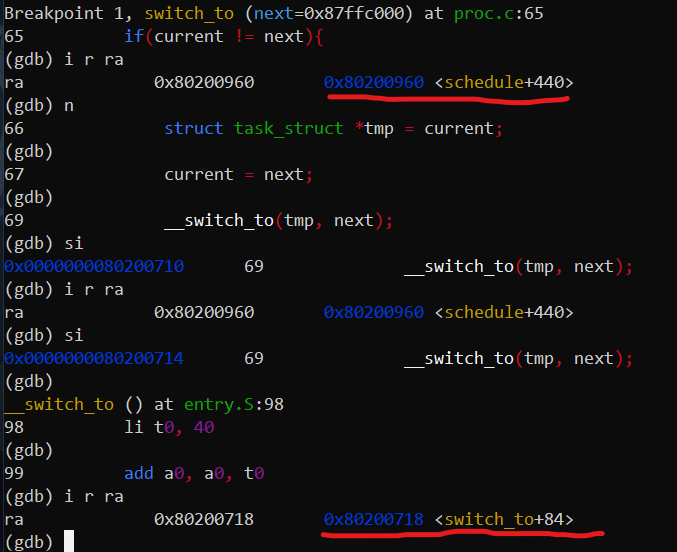 Breakpoint 1, switch_to (next=0x87ffc000) at proc.c:65
65 if(current != next){
(gdb) i r ra
ra 0x80200960 0x80200960 <schedule+440>
(gdb) n
66 struct task_struct *tmp = current;
(gdb)
67 current = next;
(gdb)
69 __switch_to(tmp, next);
(gdb) si
0x0000000080200710 69 __switch_to(tmp, next);
(gdb) i r ra
ra 0x80200960 0x80200960 <schedule+440>
(gdb) si
0x0000000080200714 69 __switch_to(tmp, next);
(gdb)
__switch_to () at entry.S:98
98 li t0, 40
(gdb)
99 add a0, a0, t0
(gdb) i r ra
ra 0x80200718 0x80200718 <switch_to+84>
(gdb)